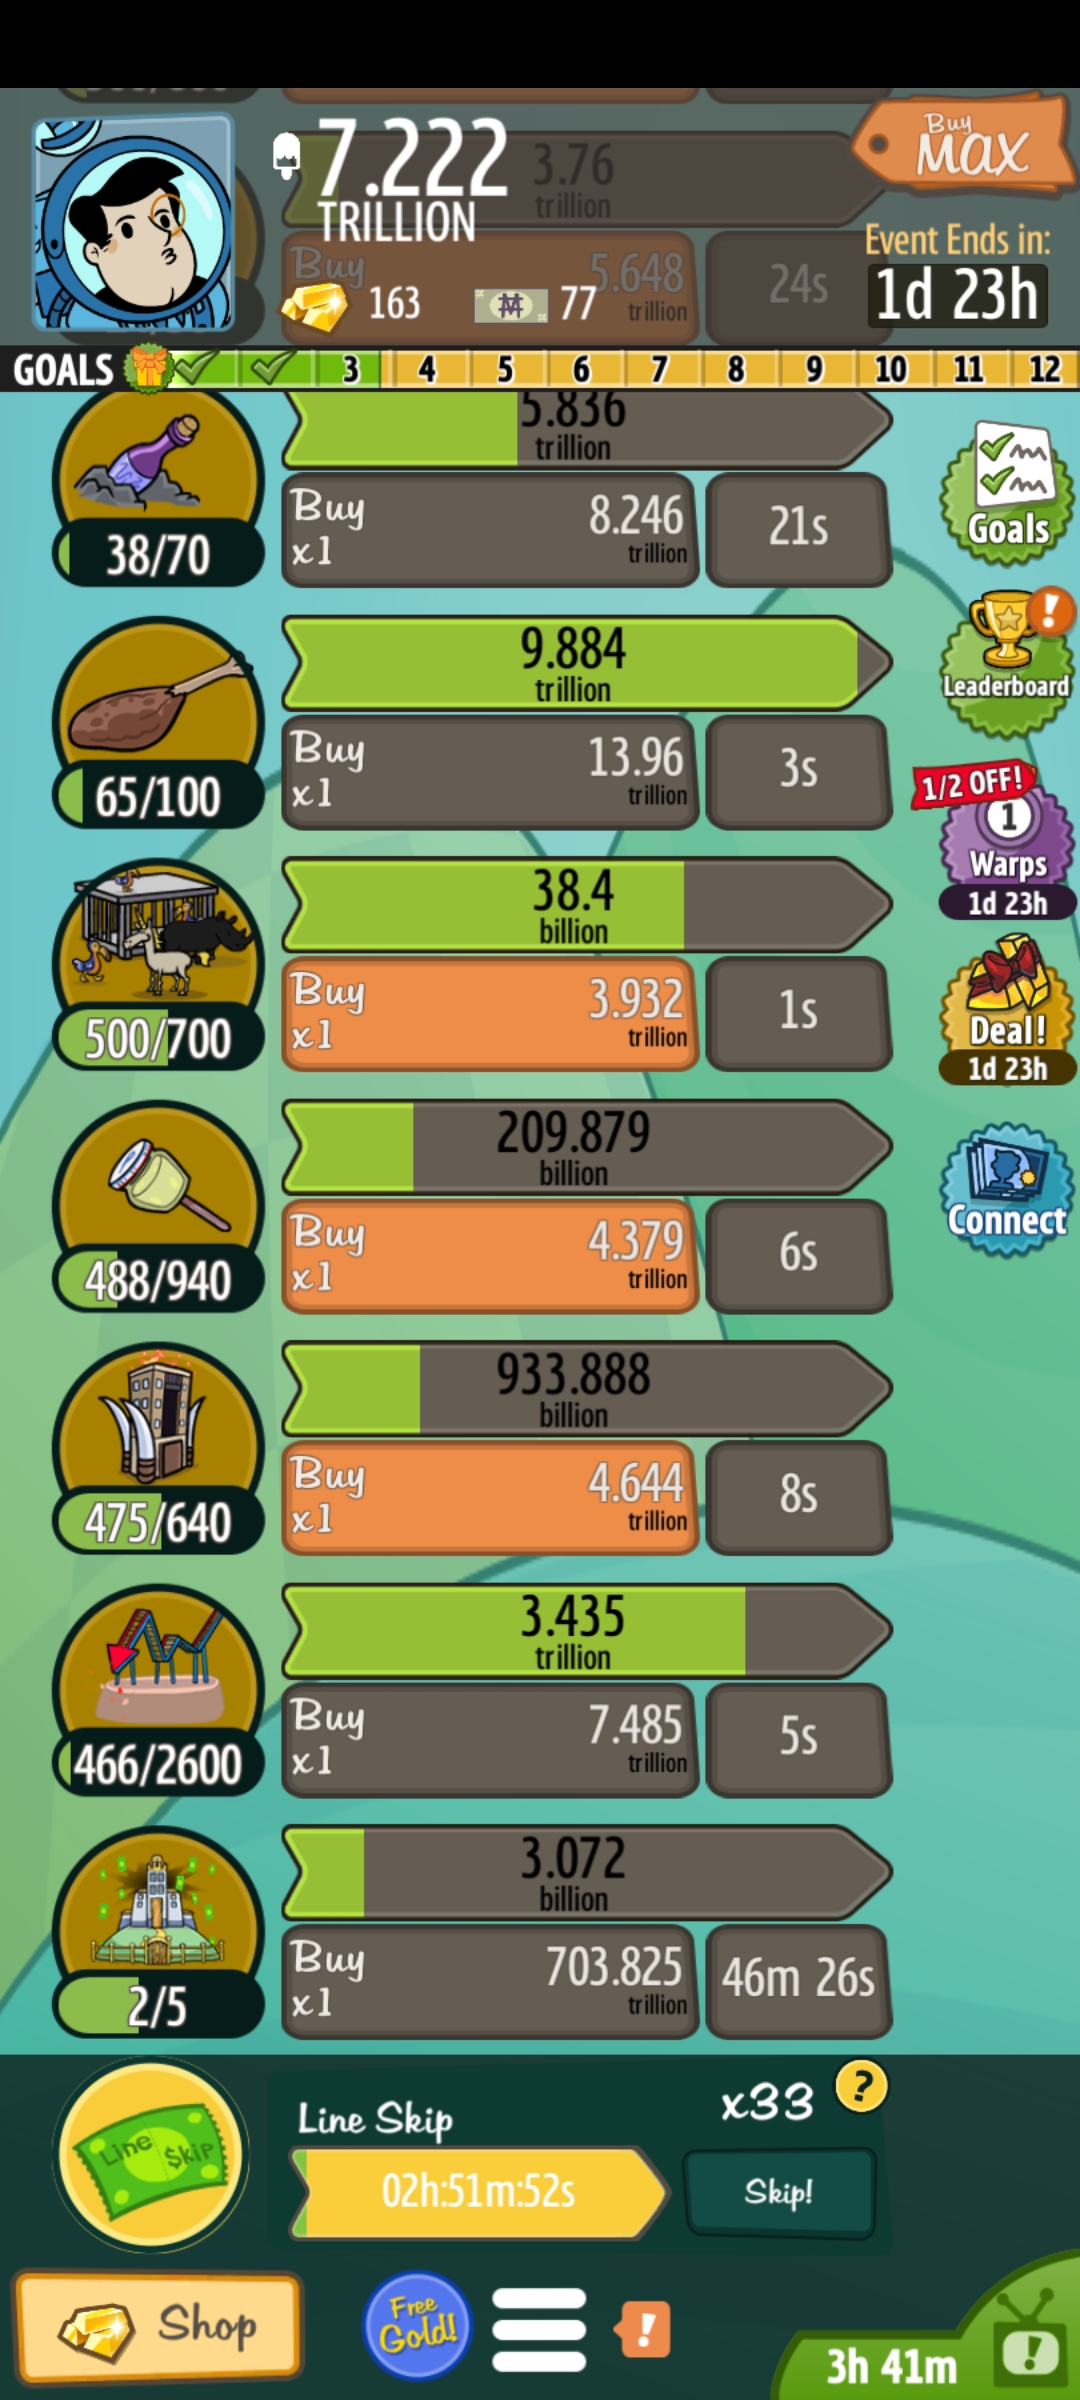 7.222
TRILLION
3.76
trillion
Buy
MAX
Buy
5.648
trillion
24s
163
77
Event Ends in:
1d 23h
GOALS
3
4
5
6
7
8
9
10
11
12
5.836
trillion
Buy
x1
8.246
trillion
21s
38/70
Goals
9.884
trillion
Buy
x1
13.96
trillion
3s
65/100
Leaderboard
38.4
billion
Buy
x1
3.932
trillion
1s
500/700
1/2 OFF!
1
Warps
1d 23h
Deal!
1d 23h
209.879
billion
Buy
x1
4.379
trillion
6s
488/940
Connect
933.888
billion
Buy
x1
4.644
trillion
8s
475/640
3.435
trillion
Buy
x1
7.485
trillion
5s
466/2600
3.072
billion
Buy
x1
703.825
trillion
46m 26s
2/5
Line $kip
Line Skip
x33
?
02h:51m:52s
Skip!
Shop
Free
Gold!
!
3h 41m
!